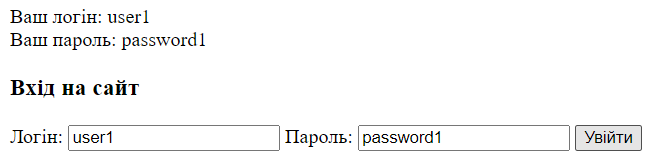 Ваш логін: user1
Ваш пароль: password1
Вхід на сайт
Логін: user1 Пароль: password1 Увійти